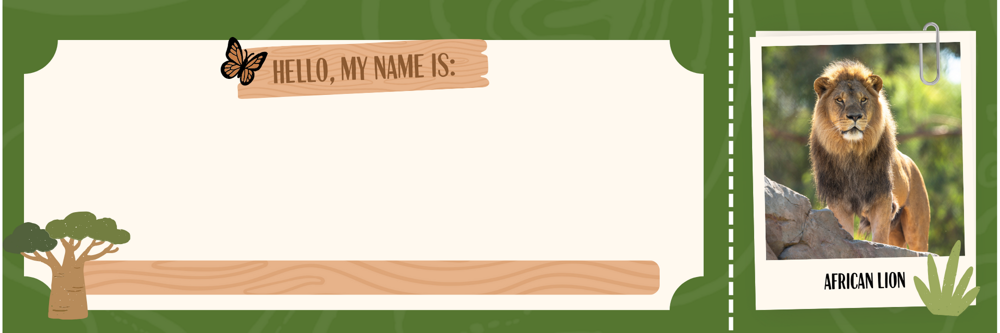 HELLO, MY NAME IS:
AFRICAN LION